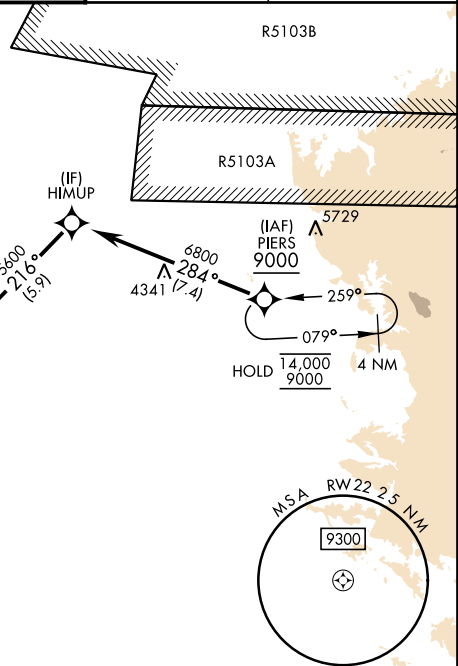 R5103B
R5103A
(IF)
HIMUP
5729
(IAF)
PIERS
9000
6800
284°
(7.4)
4341
216°
(5.9)
259°
079°
4 NM
HOLD
14,000
9000
MSA RW22 25 NM
9300